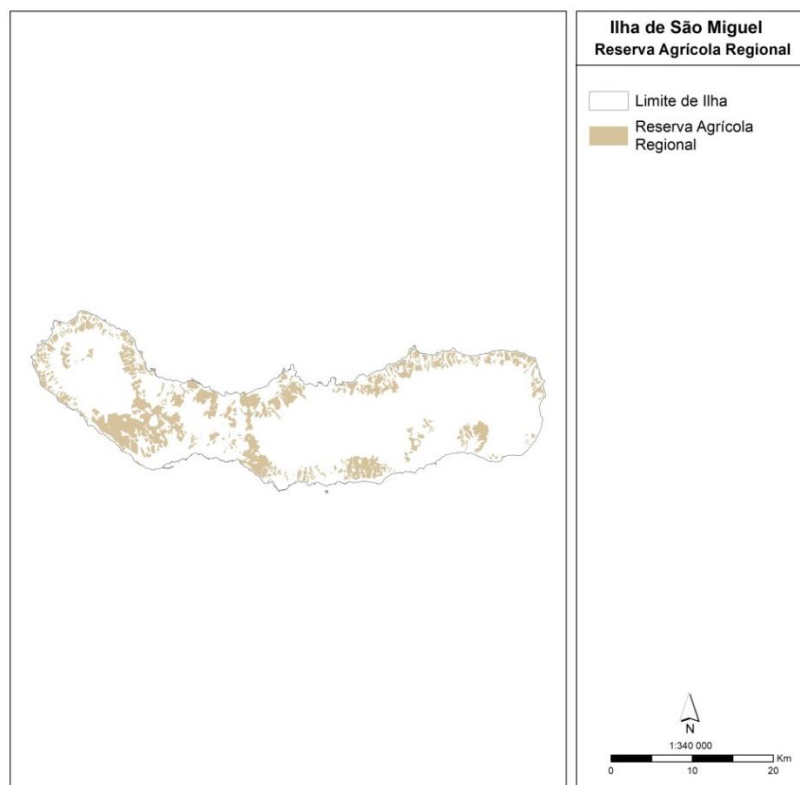 Ilha de São Miguel
Reserva Agrícola Regional
Limite de Ilha
Reserva Agrícola
Regional
N
1:340 000
Km
0 10 20